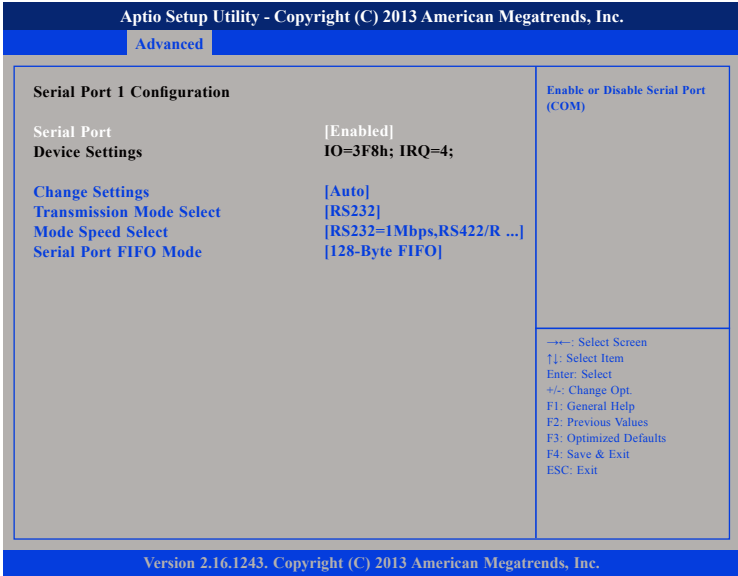 Aptio Setup Utility - Copyright (C) 2013 American Megatrends, Inc.
Advanced
Serial Port 1 Configuration
Serial Port [Enabled]
Device Settings IO=3F8h; IRQ=4;
Change Settings [Auto]
Transmission Mode Select [RS232]
Mode Speed Select [RS232=1Mbps,RS422/R ...]
Serial Port FIFO Mode [128-Byte FIFO]
Enable or Disable Serial Port
(COM)
→←: Select Screen
↑↓: Select Item
Enter: Select
+/-: Change Opt.
F1: General Help
F2: Previous Values
F3: Optimized Defaults
F4: Save & Exit
ESC: Exit
Version 2.16.1243. Copyright (C) 2013 American Megatrends, Inc.